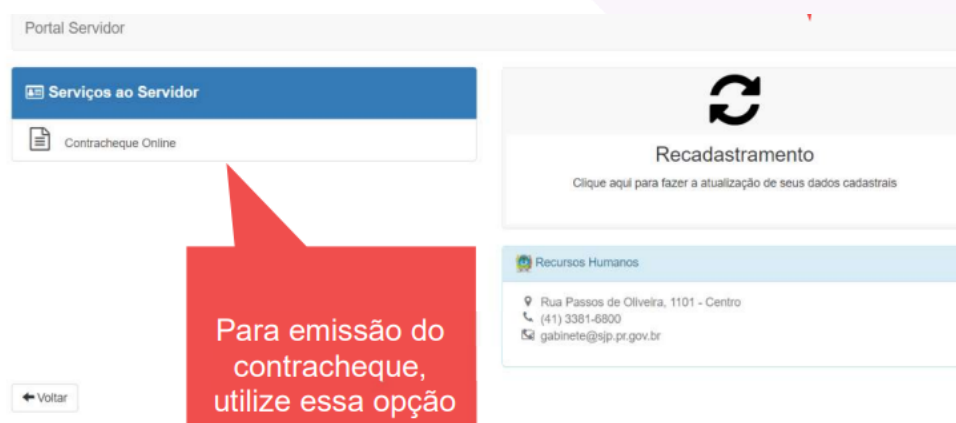 Portal Servidor
Serviços ao Servidor
Contracheque Online
Para emissão do
contracheque,
utilize essa opção
Voltar
Recadastramento
Clique aqui para fazer a atualização de seus dados cadastrais
Recursos Humanos
Rua Passos de Oliveira, 1101 - Centro
(41) 3381-6800
gabinete@sjp.pr.gov.br